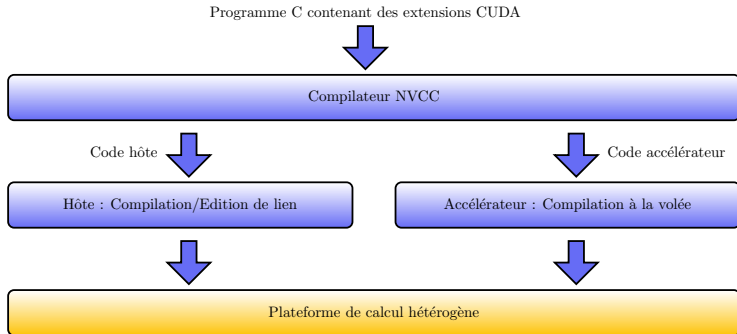 Programme C contenant des extensions CUDA
Compilateur NVCC
Code hôte
Code accélérateur
Hôte : Compilation/Edition de lien
Accélérateur : Compilation à la volée
Plateforme de calcul hétérogène